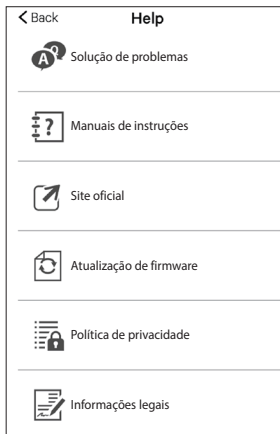 Back
Help
Solução de problemas
Manuais de instruções
Site oficial
Atualização de firmware
Política de privacidade
Informações legais